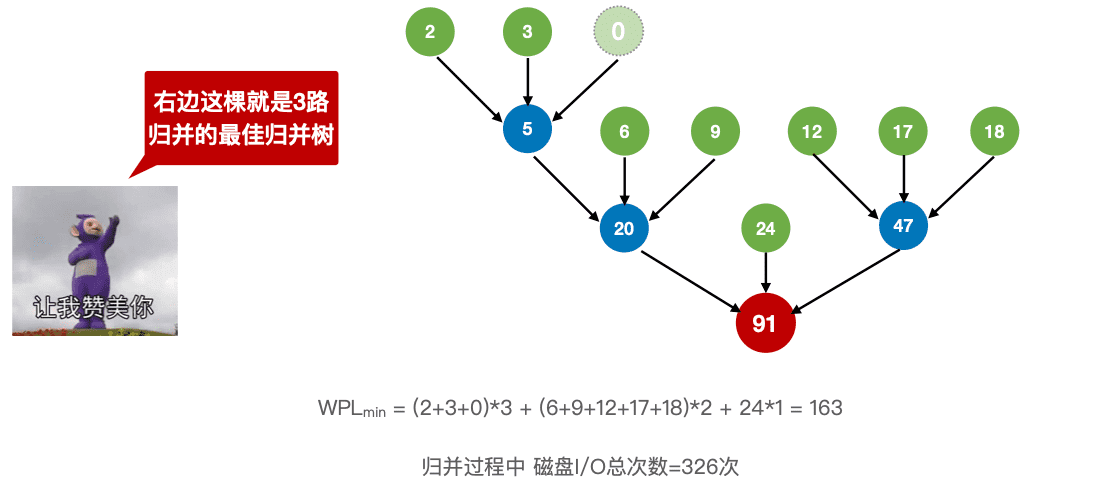 2 3 0
右边这棵就是3路
归并的最佳归并树
5 6 9 12 17 18
20 24 47
让我赞美你
91
WPLmin = (2+3+0)*3 + (6+9+12+17+18)*2 + 24*1 = 163
归并过程中 磁盘I/O总次数=326次